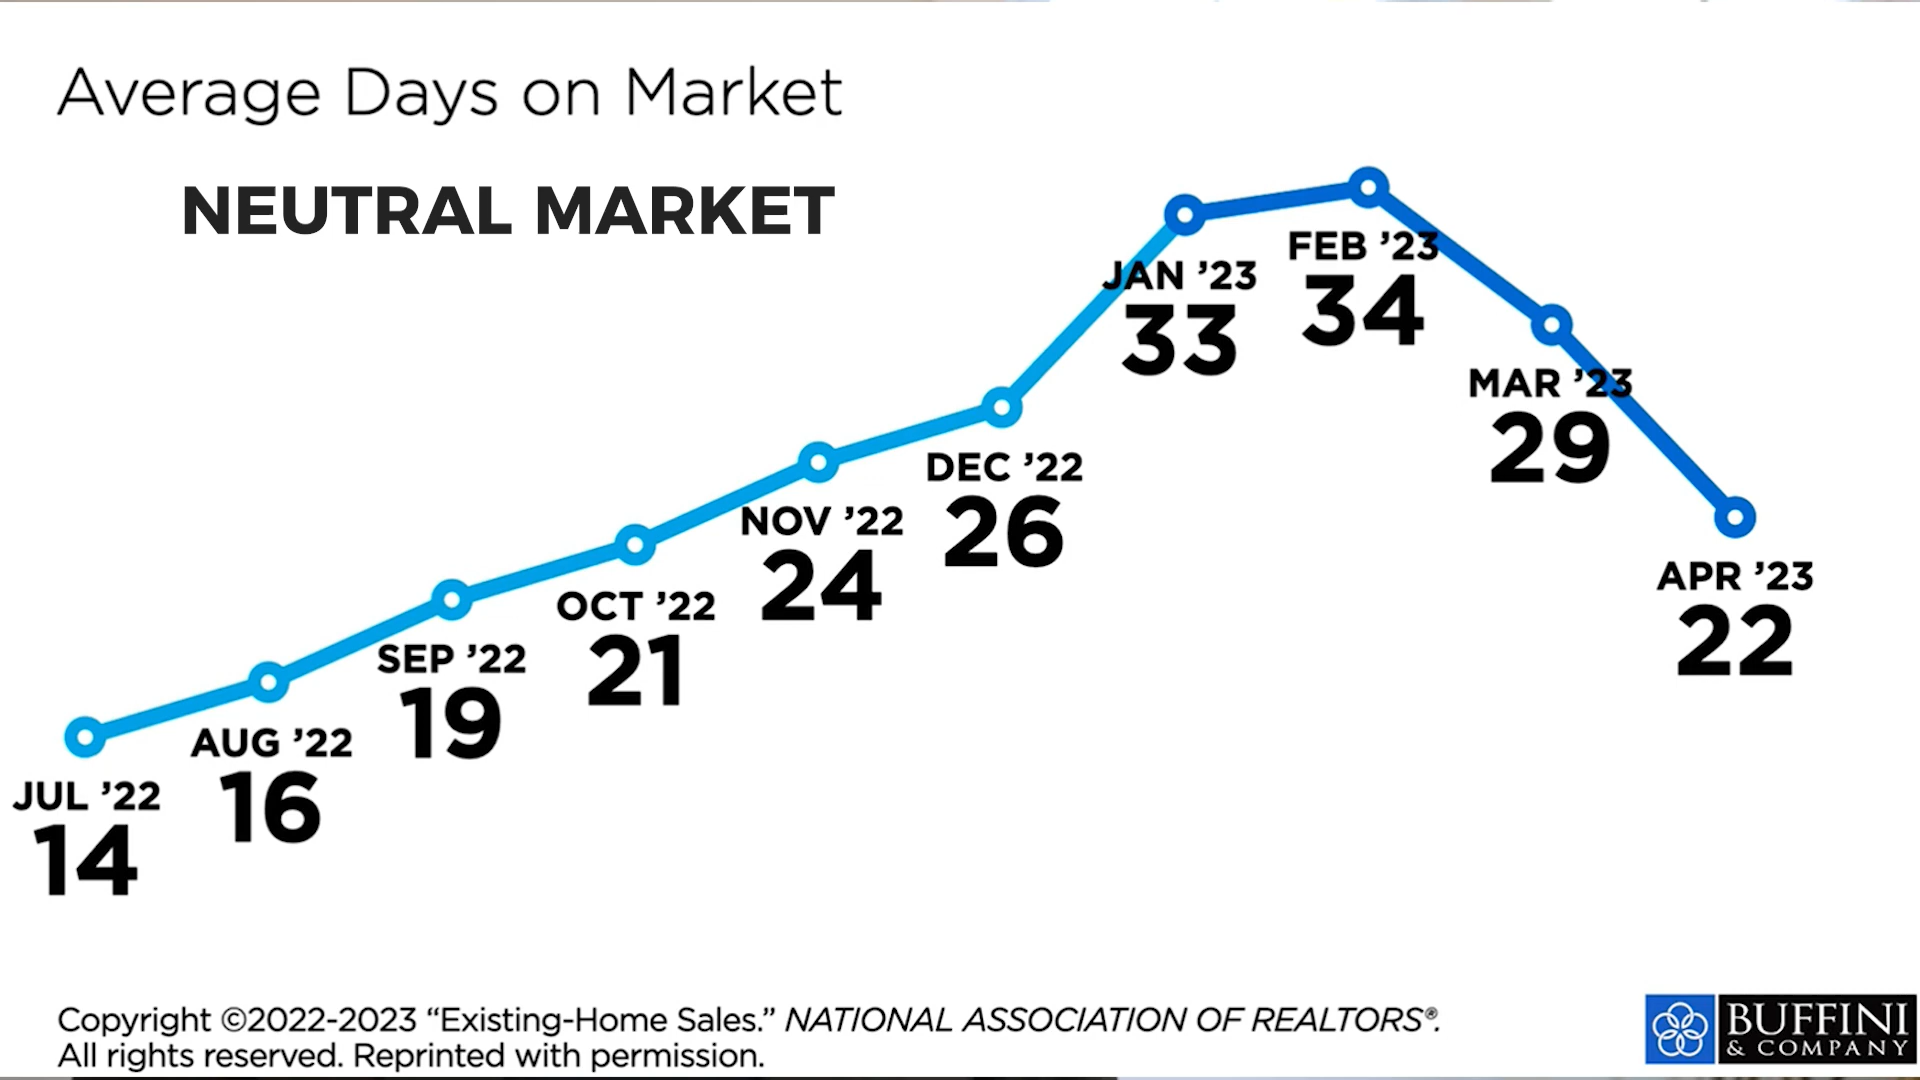 Average Days on Market
NEUTRAL MARKET
JUL ’22
14
AUG ’22
16
SEP ’22
19
OCT ’22
21
NOV ’22
24
DEC ’22
26
JAN ’23
33
FEB ’23
34
MAR ’23
29
APR ’23
22
Copyright ©2022-2023 “Existing-Home Sales.” NATIONAL ASSOCIATION OF REALTORS®.
All rights reserved. Reprinted with permission.
BUFFINI
& COMPANY